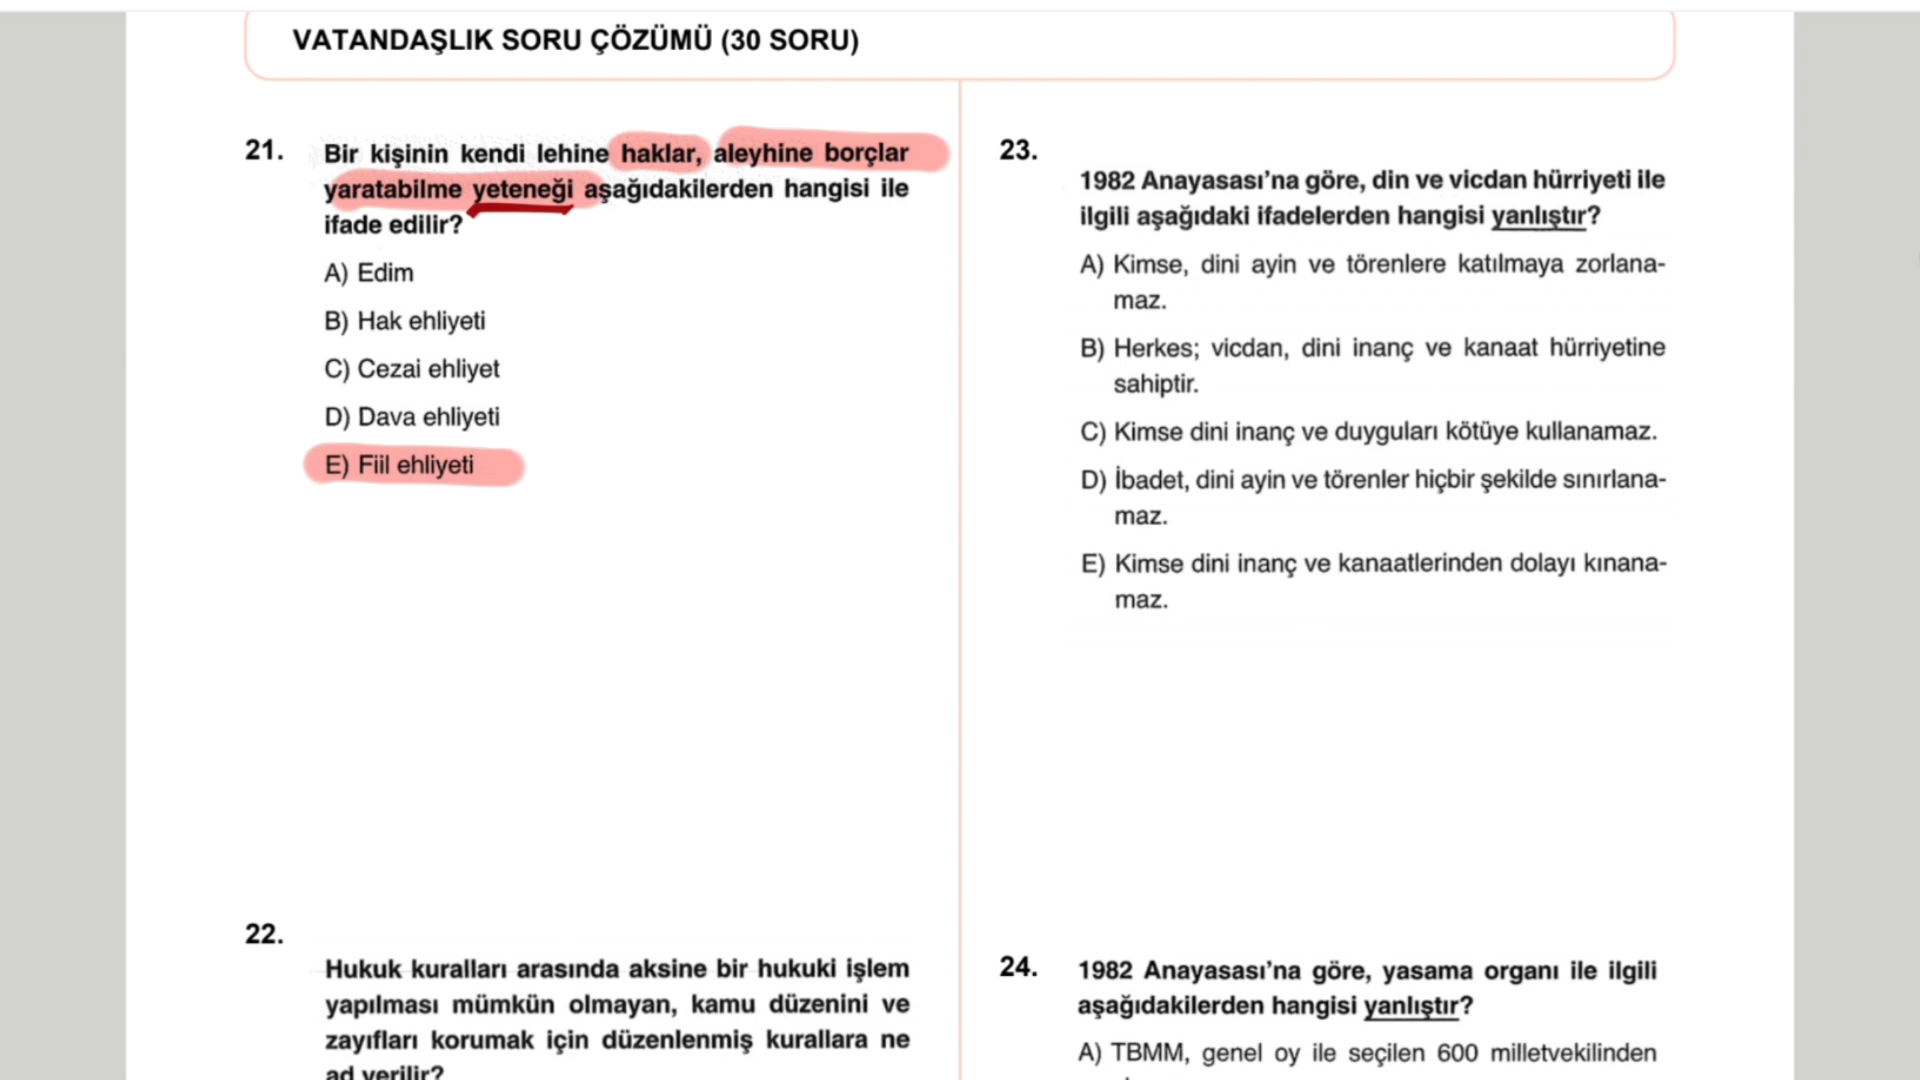 VATANDAŞLIK SORU ÇÖZÜMÜ (30 SORU)
21.
Bir kişinin kendi lehine haklar, aleyhine borçlar
yaratabilme yeteneği aşağıdakilerden hangisi ile
ifade edilir?
A) Edim
B) Hak ehliyeti
C) Cezai ehliyet
D) Dava ehliyeti
E) Fiil ehliyeti
22.
Hukuk kuralları arasında aksine bir hukuki işlem
yapılması mümkün olmayan, kamu düzenini ve
zayıfları korumak için düzenlenmiş kurallara ne
ad verilir?
23.
1982 Anayasası’na göre, din ve vicdan hürriyeti ile
ilgili aşağıdaki ifadelerden hangisi yanlıştır?
A) Kimse, dini ayin ve törenlere katılmaya zorlana-
maz.
B) Herkes; vicdan, dini inanç ve kanaat hürriyetine
sahiptir.
C) Kimse dini inanç ve duyguları kötüye kullanamaz.
D) İbadet, dini ayin ve törenler hiçbir şekilde sınırlana-
maz.
E) Kimse dini inanç ve kanaatlerinden dolayı kınana-
maz.
24. 1982 Anayasası’na göre, yasama organı ile ilgili
aşağıdakilerden hangisi yanlıştır?
A) TBMM, genel oy ile seçilen 600 milletvekilinden